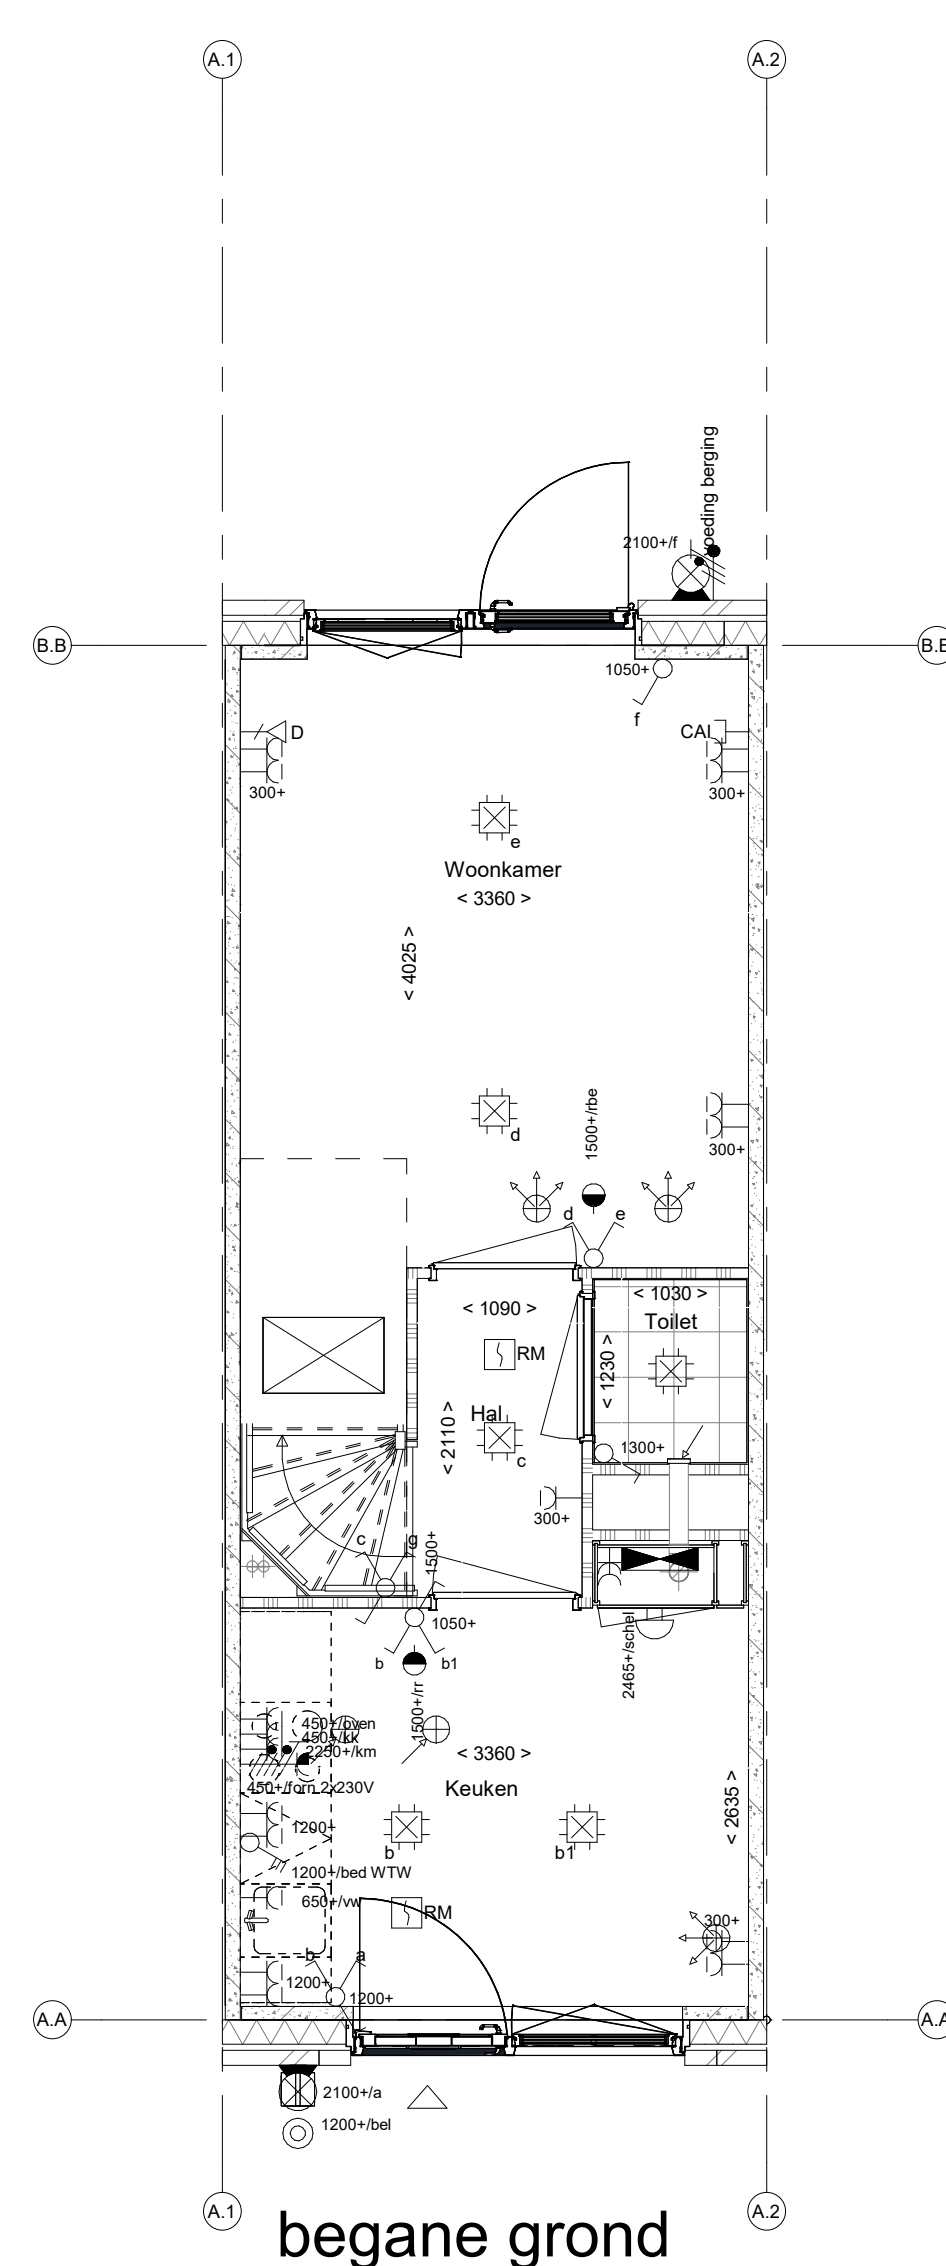 A.1 A.2
voeding berging
2100+/f
B.B B.B
1050+
f
D CAI
300+ 300+
e
Woonkamer
< 3360 >
< 4025 >
d
1500+/rbe
300+
d e
< 1090 > < 1030 >
Toilet
RM
< 1230 >
Hal
< 2110 >
c
1300+
300+
c g
1500+
1050+
b b1
2465+/schel
1500+/rr
450+/oven
450+/kk
2250+/km
< 3360 >
450+/forn 2x230V
Keuken
< 2635 >
1200+
b b1
1200+/bed WTW
650+/vw
RM
300+
b a
1200+
1200+
A.A A.A
2100+/a
1200+/bel
A.1 A.2
begane grond